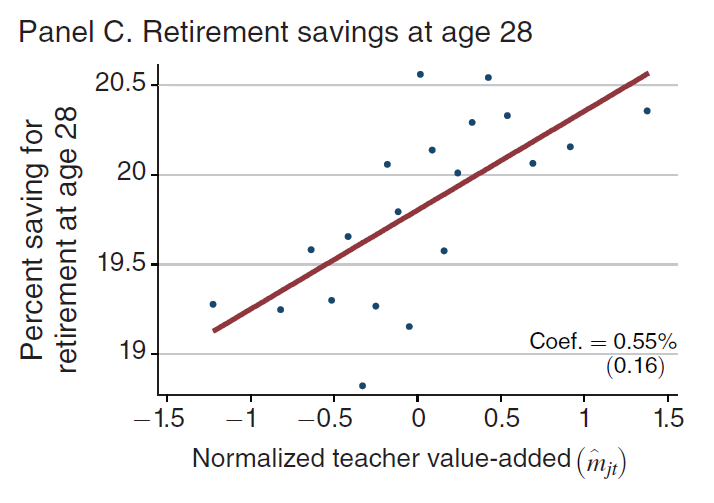 Panel C. Retirement savings at age 28
Percent saving for
retirement at age 28
20.5
20
19.5
19
Coef. = 0.55%
(0.16)
−1.5 −1 −0.5 0 0.5 1 1.5
Normalized teacher value-added (m̂jt)